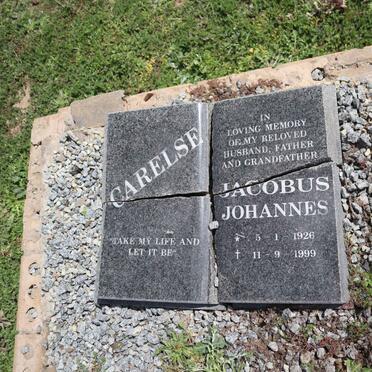 CARELSE
"TAKE MY LIFE AND
LET IT BE"
IN
LOVING MEMORY
OF MY BELOVED
HUSBAND, FATHER
AND GRANDFATHER
JACOBUS
JOHANNES
* 5 - 1 1926
† 11 - 9 1999